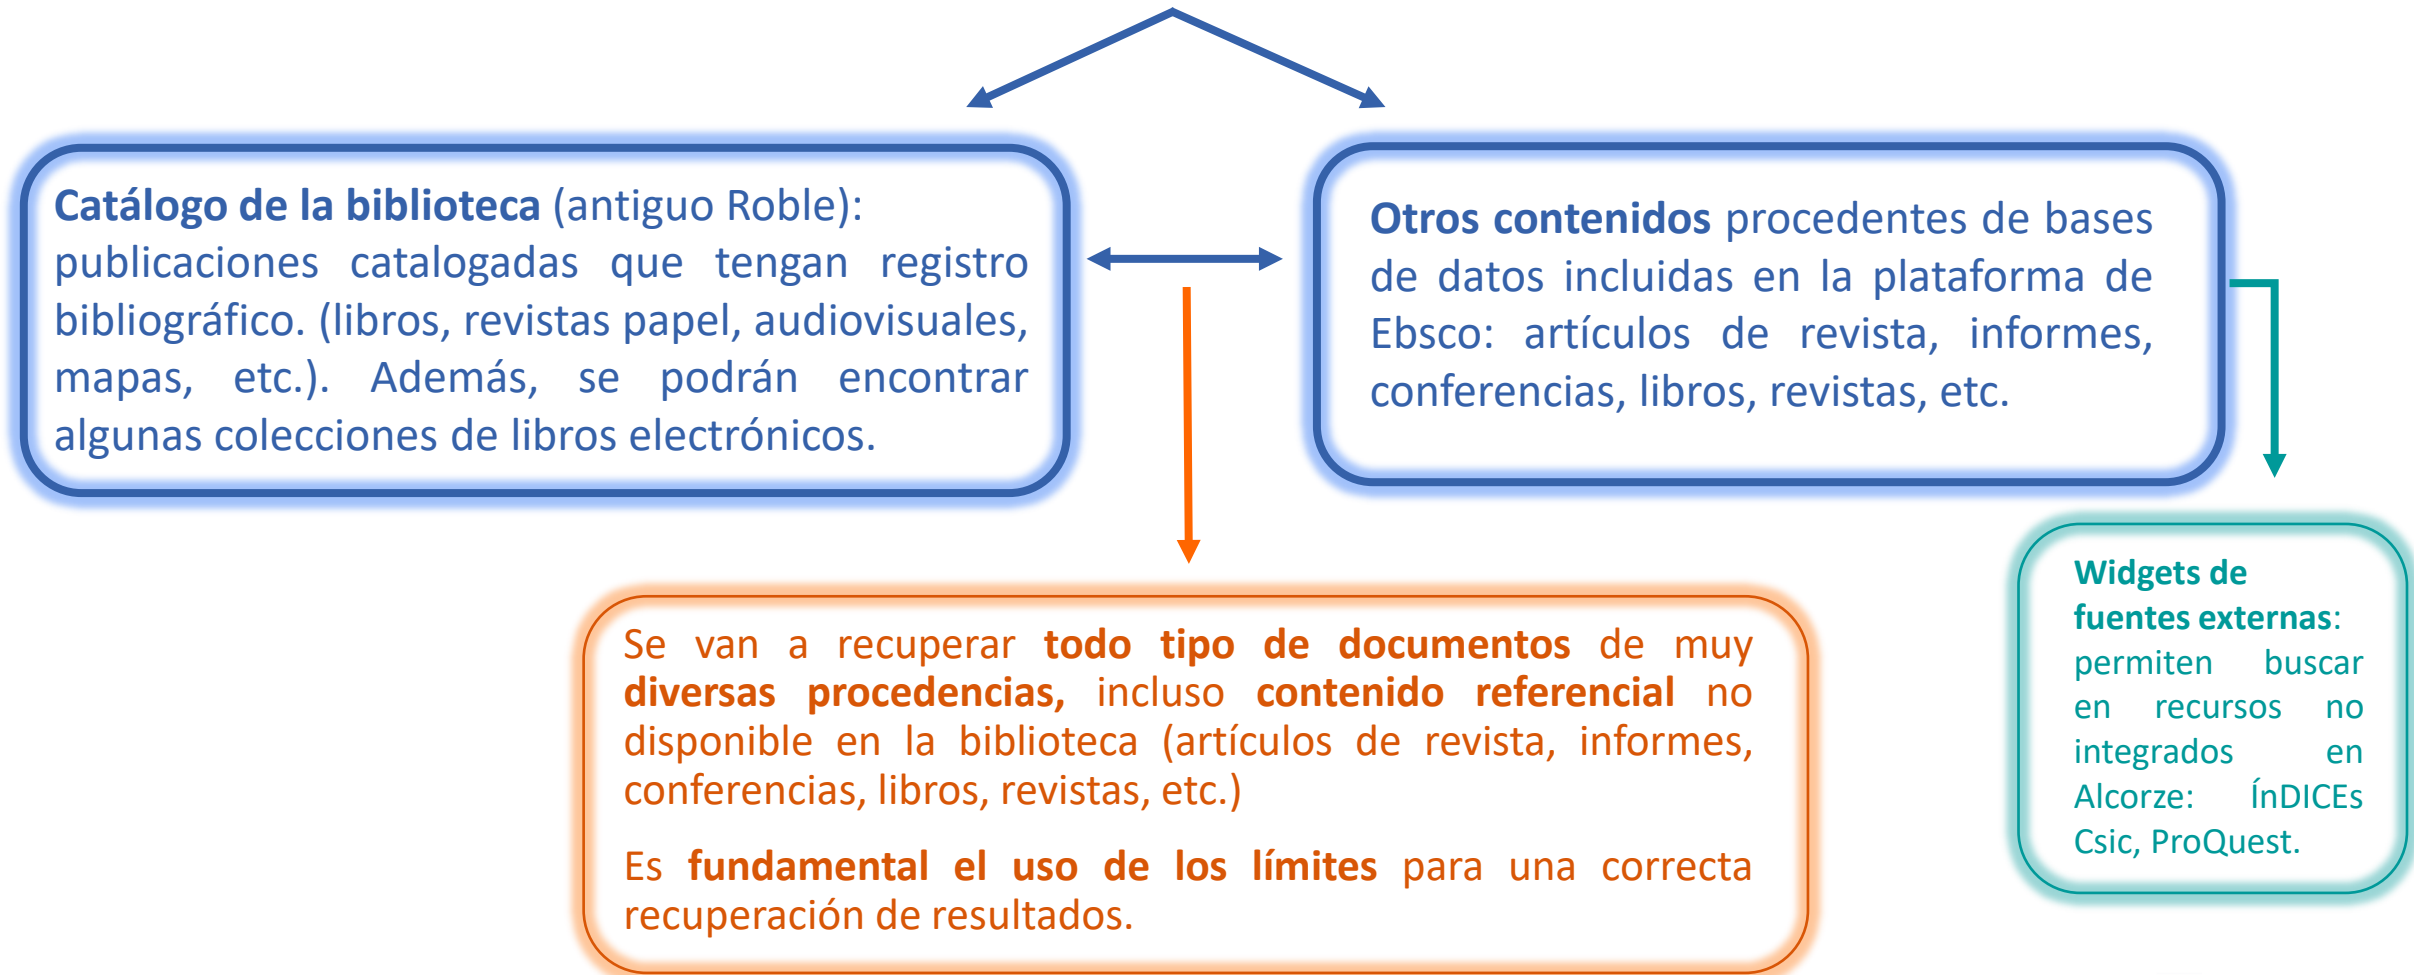 Catálogo de la biblioteca (antiguo Roble):
publicaciones catalogadas que tengan registro
bibliográfico. (libros, revistas papel, audiovisuales,
mapas, etc.). Además, se podrán encontrar
algunas colecciones de libros electrónicos.
Otros contenidos procedentes de bases
de datos incluidas en la plataforma de
Ebsco: artículos de revista, informes,
conferencias, libros, revistas, etc.
Se van a recuperar todo tipo de documentos de muy
diversas procedencias, incluso contenido referencial no
disponible en la biblioteca (artículos de revista, informes,
conferencias, libros, revistas, etc.)
Es fundamental el uso de los límites para una correcta
recuperación de resultados.
Widgets de
fuentes externas:
permiten buscar
en recursos no
integrados en
Alcorze: ÍnDICEs
Csic, ProQuest.